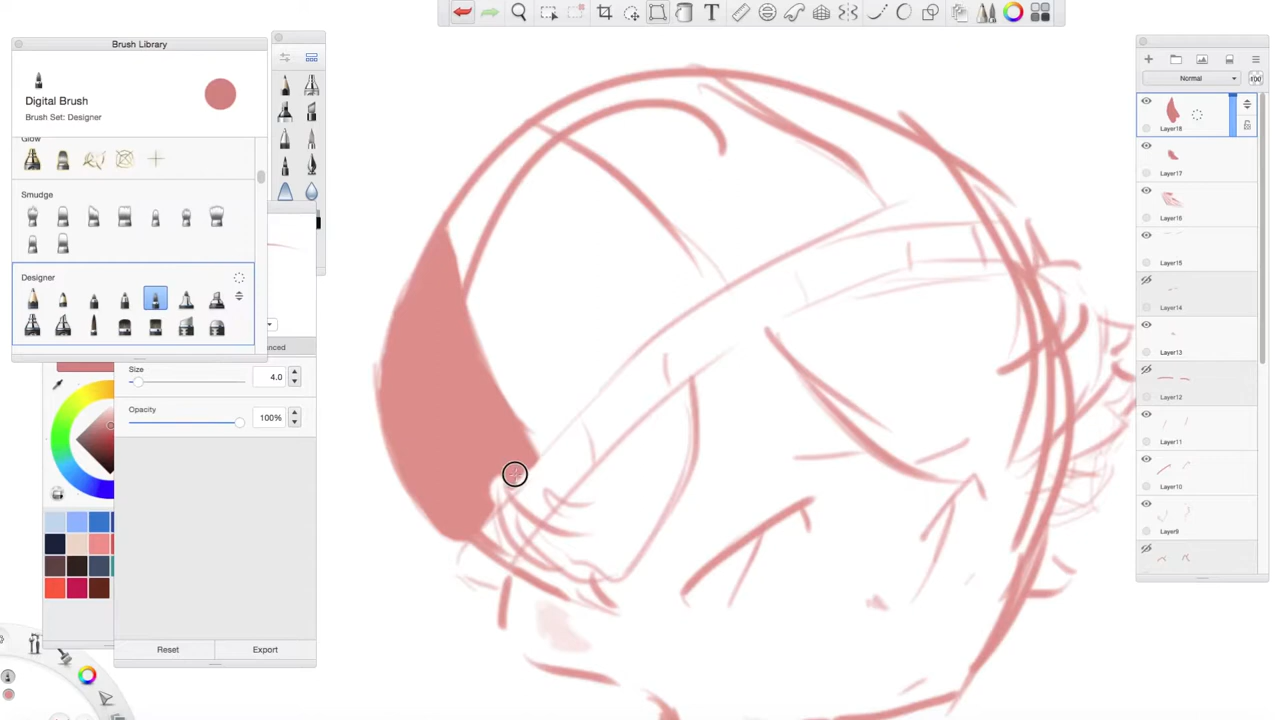 Brush Library
Digital Brush
Brush Set: Designer
Glow
Smudge
Designer
Size
4.0
Opacity
100%
Reset
Export
T
100
Normal
Layer18
Layer17
Layer16
Layer15
Layer14
Layer13
Layer12
Layer11
Layer10
Layer9